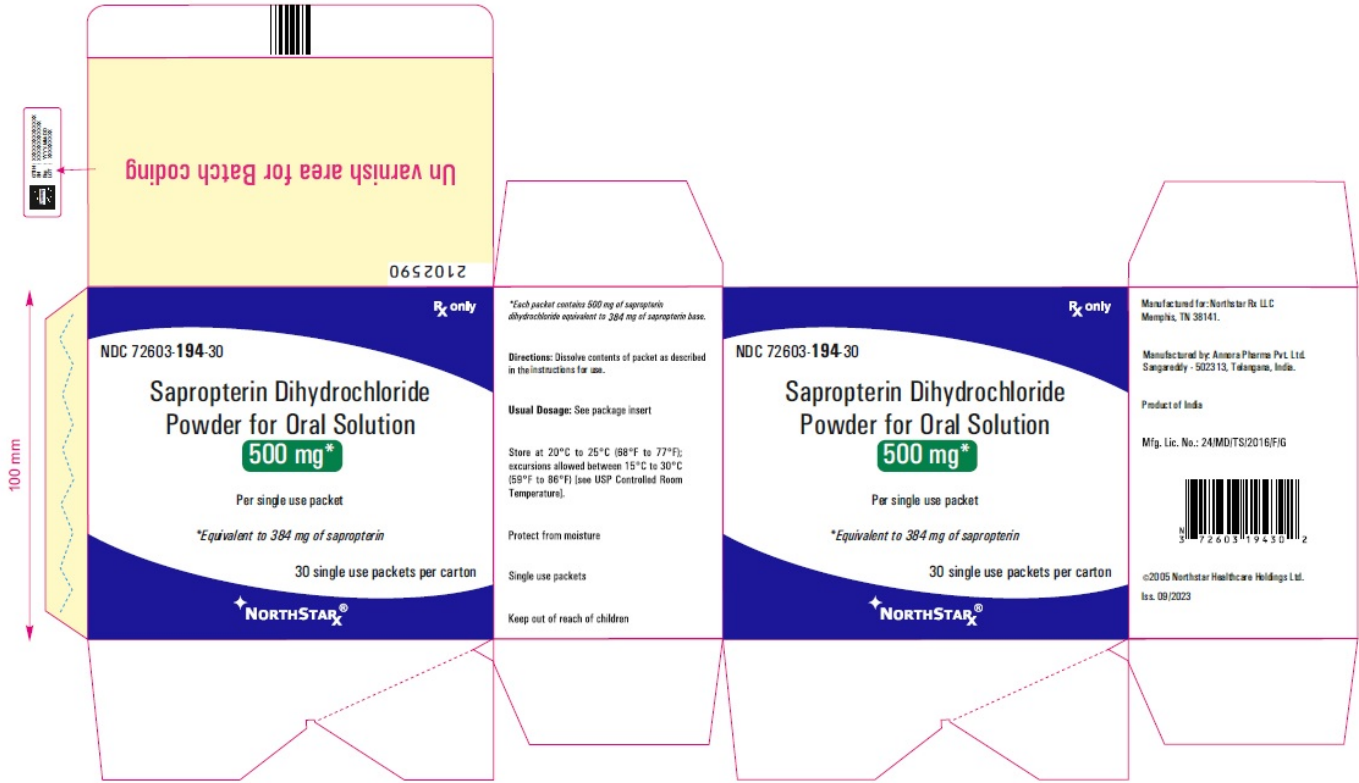 Un varnish area for Batch coding
2102590
100 mm
Rx only
NDC 72603-194-30
Sapropterin Dihydrochloride
Powder for Oral Solution
500 mg*
Per single use packet
*Equivalent to 384 mg of sapropterin
30 single use packets per carton
NORTHSTARx®
*Each packet contains 500 mg of sapropterin
dihydrochloride equivalent to 384 mg of sapropterin base.
Directions: Dissolve contents of packet as described
in the instructions for use.
Usual Dosage: See package insert
Store at 20°C to 25°C (68°F to 77°F);
excursions allowed between 15°C to 30°C
(59°F to 86°F) [see USP Controlled Room
Temperature].
Protect from moisture
Single use packets
Keep out of reach of children
Rx only
NDC 72603-194-30
Sapropterin Dihydrochloride
Powder for Oral Solution
500 mg*
Per single use packet
*Equivalent to 384 mg of sapropterin
30 single use packets per carton
NORTHSTARx®
Manufactured for: Northstar Rx LLC
Memphis, TN 38141.
Manufactured by: Annora Pharma Pvt. Ltd.
Sangareddy - 502313, Telangana, India.
Product of India
Mfg. Lic. No.: 24/MD/TS/2016/F/G
N
3 72603 19430 2
©2005 Northstar Healthcare Holdings Ltd.
Iss. 09/2023